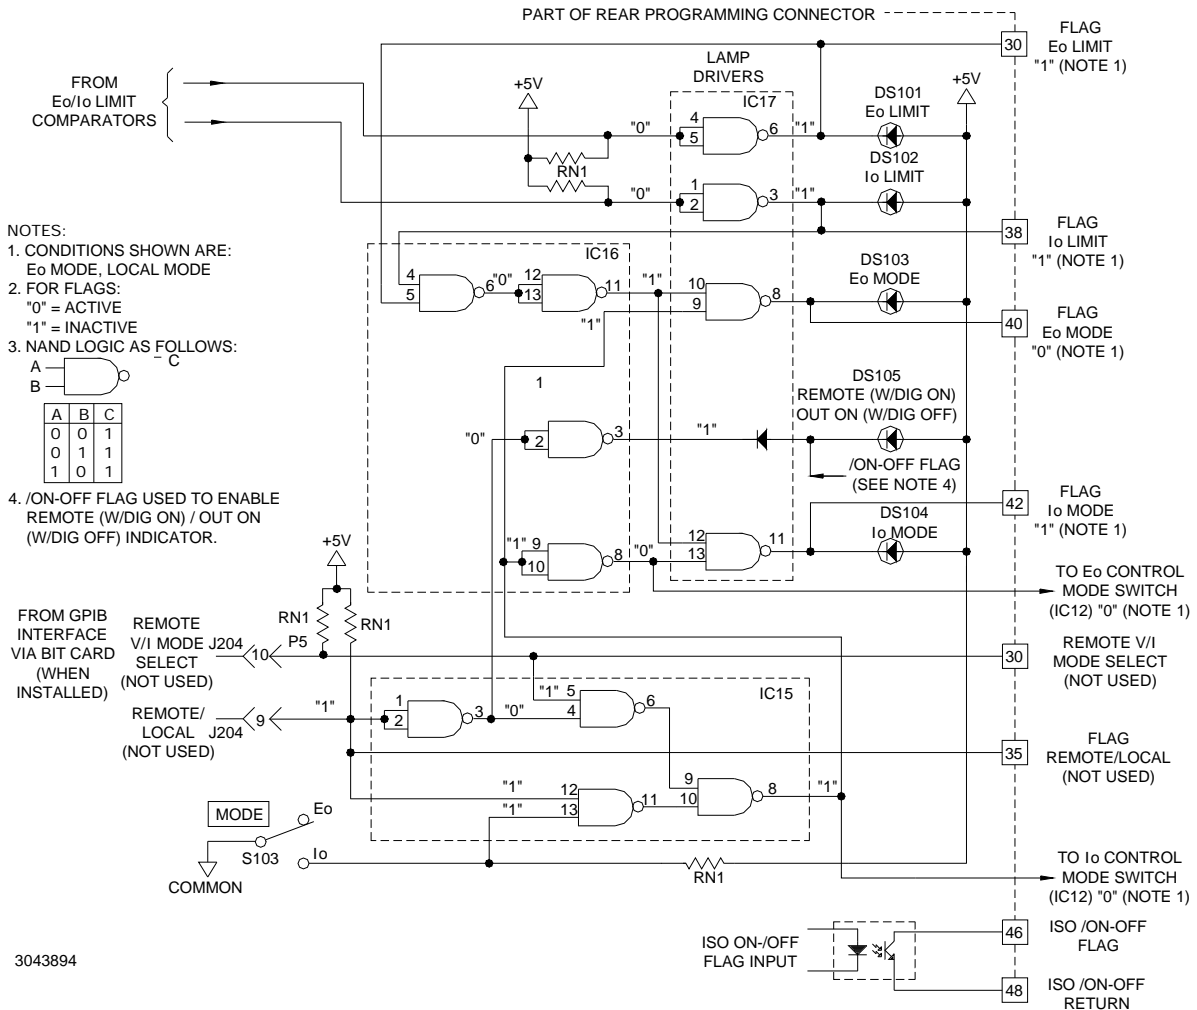 PART OF REAR PROGRAMMING CONNECTOR
30
FLAG
Eo LIMIT
"1" (NOTE 1)
FROM
Eo/Io LIMIT
COMPARATORS
+5V
LAMP
DRIVERS
IC17
+5V
DS101
Eo LIMIT
"0"
4
5
6
"1"
RN1
DS102
Io LIMIT
"0"
1
2
3
"1"
38
FLAG
Io LIMIT
"1" (NOTE 1)
NOTES:
1. CONDITIONS SHOWN ARE:
Eo MODE, LOCAL MODE
2. FOR FLAGS:
"0" = ACTIVE
"1" = INACTIVE
3. NAND LOGIC AS FOLLOWS:
A
B
C
A B C
0 0 1
0 1 1
1 0 1
4. /ON-OFF FLAG USED TO ENABLE
REMOTE (W/DIG ON) / OUT ON
(W/DIG OFF) INDICATOR.
IC16
4
5
6
"0"
12
13
11
"1"
"1"
10
9
8
DS103
Eo MODE
40
FLAG
Eo MODE
"0" (NOTE 1)
1
"0"
2
3
"1"
DS105
REMOTE (W/DIG ON)
OUT ON (W/DIG OFF)
/ON-OFF FLAG
(SEE NOTE 4)
42
FLAG
Io MODE
"1" (NOTE 1)
DS104
Io MODE
"1"
9
10
8
"0"
12
13
11
TO Eo CONTROL
MODE SWITCH
(IC12) "0" (NOTE 1)
+5V
RN1
RN1
FROM GPIB
INTERFACE
VIA BIT CARD
(WHEN
INSTALLED)
REMOTE
V/I MODE
SELECT
(NOT USED)
J204
10
P5
30
REMOTE V/I
MODE SELECT
(NOT USED)
REMOTE/
LOCAL
(NOT USED)
J204
9
"1"
IC15
1
2
3
"0"
"1"
5
4
6
35
FLAG
REMOTE/LOCAL
(NOT USED)
"1"
"1"
12
13
11
9
10
8
"1"
MODE
Eo
S103
Io
COMMON
RN1
TO Io CONTROL
MODE SWITCH
(IC12) "0" (NOTE 1)
ISO ON-/OFF
FLAG INPUT
46
ISO /ON-OFF
FLAG
48
ISO /ON-OFF
RETURN
3043894